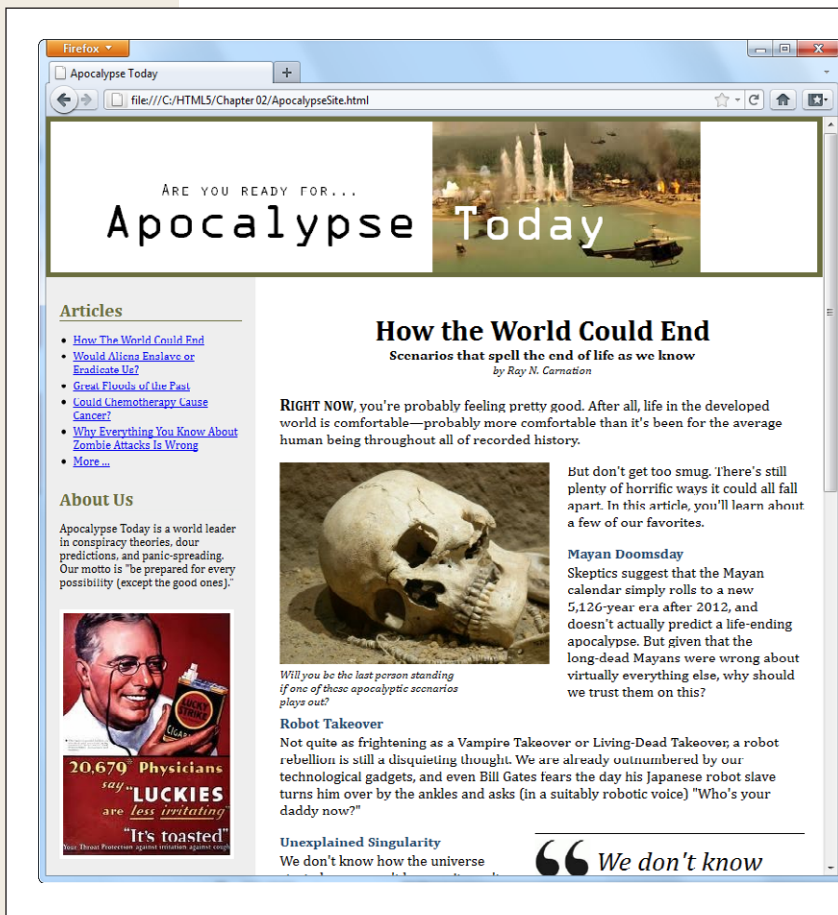 Firefox
Apocalypse Today
file:///C:/HTML5/Chapter 02/ApocalypseSite.html
ARE YOU READY FOR...
Apocalypse Today
Articles
How The World Could End
Would Aliens Enslave or
Eradicate Us?
Great Floods of the Past
Could Chemotherapy Cause
Cancer?
Why Everything You Know About
Zombie Attacks Is Wrong
More ...
About Us
Apocalypse Today is a world leader
in conspiracy theories, dour
predictions, and panic-spreading.
Our motto is "be prepared for every
possibility (except the good ones)."
LUCKY
STRIKE
CIGAR
20,679 Physicians
say "LUCKIES
are less irritating"
"It's toasted"
Your Throat Protection against irritation against cough
How the World Could End
Scenarios that spell the end of life as we know
by Ray N. Carnation
RIGHT NOW, you're probably feeling pretty good. After all, life in the developed
world is comfortable—probably more comfortable than it's been for the average
human being throughout all of recorded history.
Will you be the last person standing
if one of these apocalyptic scenarios
plays out?
But don't get too smug. There's still
plenty of horrific ways it could all fall
apart. In this article, you'll learn about
a few of our favorites.
Mayan Doomsday
Skeptics suggest that the Mayan
calendar simply rolls to a new
5,126-year era after 2012, and
doesn't actually predict a life-ending
apocalypse. But given that the
long-dead Mayans were wrong about
virtually everything else, why should
we trust them on this?
Robot Takeover
Not quite as frightening as a Vampire Takeover or Living-Dead Takeover, a robot
rebellion is still a disquieting thought. We are already outnumbered by our
technological gadgets, and even Bill Gates fears the day his Japanese robot slave
turns him over by the ankles and asks (in a suitably robotic voice) "Who's your
daddy now?"
Unexplained Singularity
We don't know how the universe
“ We don't know